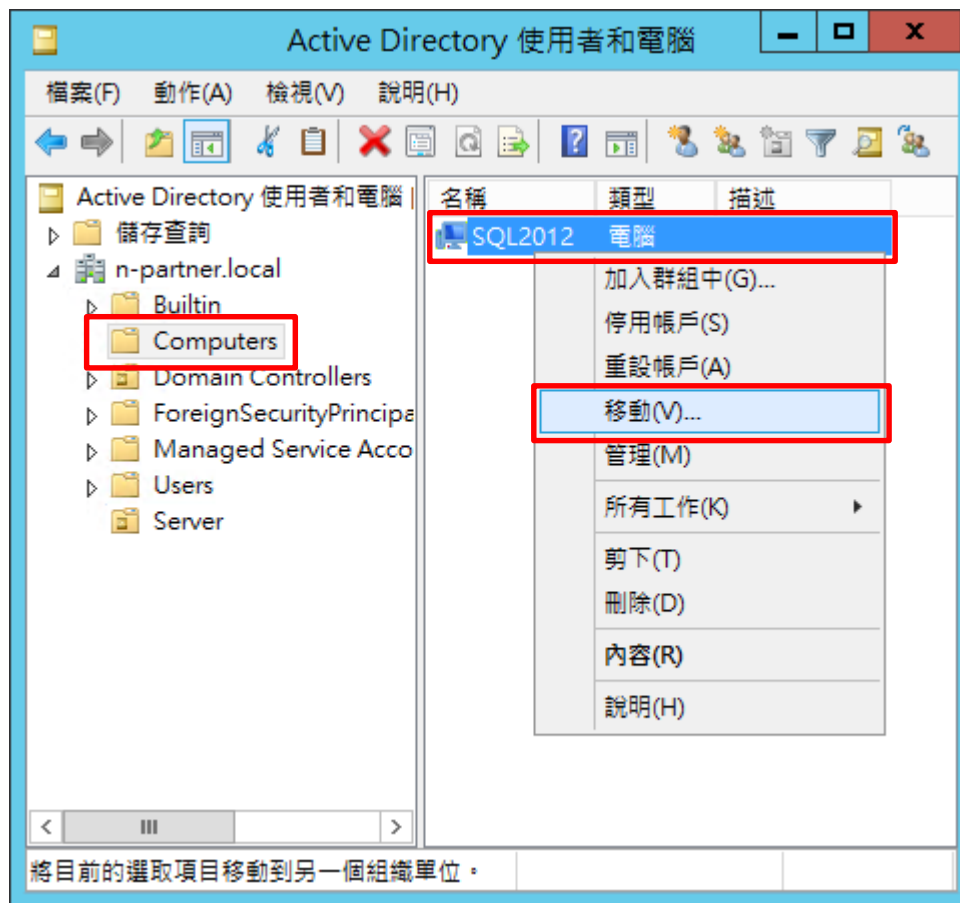 Active Directory 使用者和電腦
檔案(F) 動作(A) 檢視(V) 說明(H)
Active Directory 使用者和電腦 |
儲存查詢
n-partner.local
Builtin
Computers
Domain Controllers
ForeignSecurityPrincipa
Managed Service Acco
Users
Server
名稱 類型 描述
SQL2012 電腦
加入群組中(G)...
停用帳戶(S)
重設帳戶(A)
移動(V)...
管理(M)
所有工作(K)
剪下(T)
刪除(D)
內容(R)
說明(H)
將目前的選取項目移動到另一個組織單位。